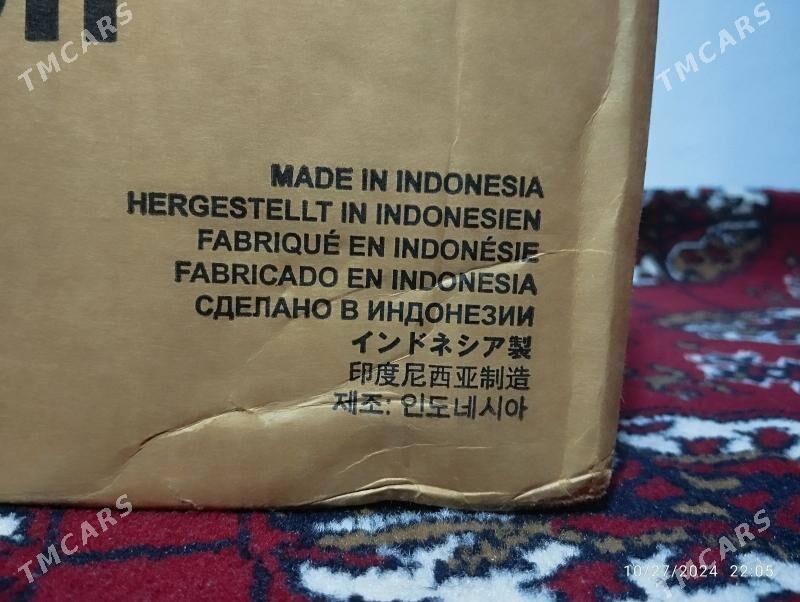 TMCARS
TMCARS
MADE IN INDONESIA
HERGESTELLT IN INDONESIEN
FABRIQUÉ EN INDONÉSIE
FABRICADO EN INDONESIA
СДЕЛАНО В ИНДОНЕЗИИ
インドネシア製
印度尼西亚制造
제조: 인도네시아
TMCARS
TMCARS
10/27/2024 22:05